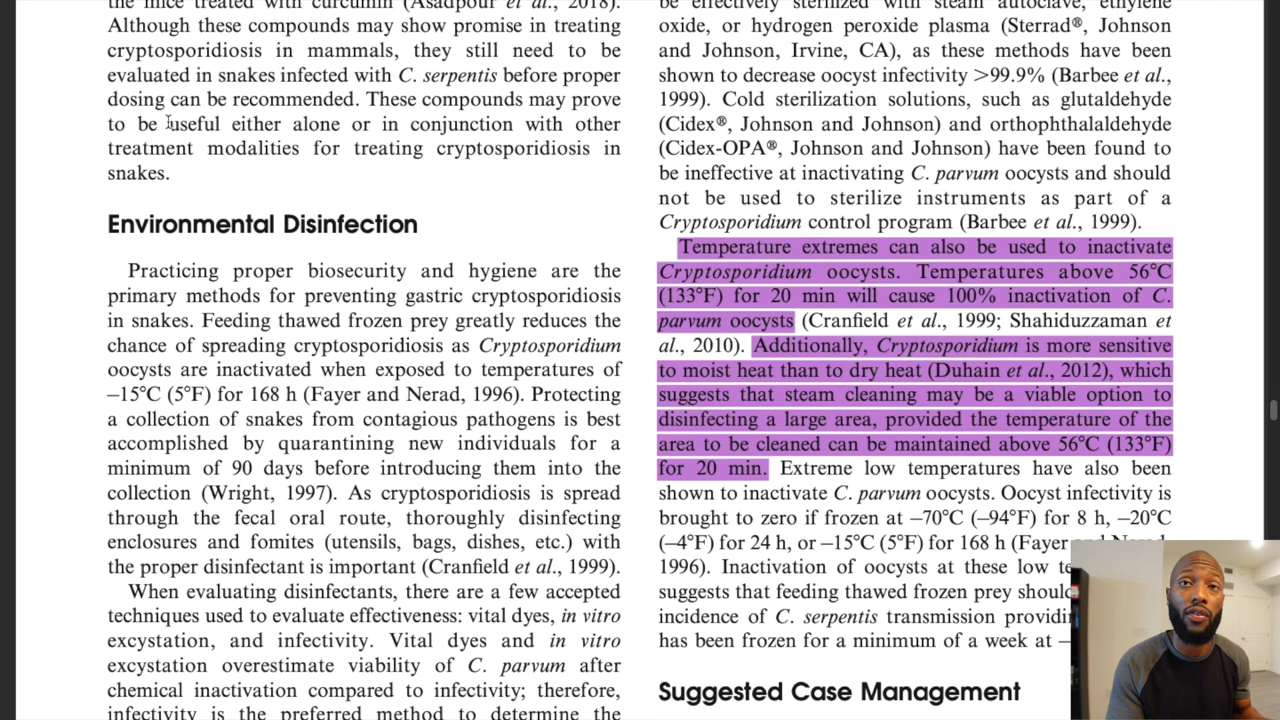 the mice treated with curcumin (Asadpour et al., 2018).
Although these compounds may show promise in treating
cryptosporidiosis in mammals, they still need to be
evaluated in snakes infected with C. serpentis before proper
dosing can be recommended. These compounds may prove
to be useful either alone or in conjunction with other
treatment modalities for treating cryptosporidiosis in
snakes.
Environmental Disinfection
Practicing proper biosecurity and hygiene are the
primary methods for preventing gastric cryptosporidiosis
in snakes. Feeding thawed frozen prey greatly reduces the
chance of spreading cryptosporidiosis as Cryptosporidium
oocysts are inactivated when exposed to temperatures of
–15°C (5°F) for 168 h (Fayer and Nerad, 1996). Protecting
a collection of snakes from contagious pathogens is best
accomplished by quarantining new individuals for a
minimum of 90 days before introducing them into the
collection (Wright, 1997). As cryptosporidiosis is spread
through the fecal oral route, thoroughly disinfecting
enclosures and fomites (utensils, bags, dishes, etc.) with
the proper disinfectant is important (Cranfield et al., 1999).
When evaluating disinfectants, there are a few accepted
techniques used to evaluate effectiveness: vital dyes, in vitro
excystation, and infectivity. Vital dyes and in vitro
excystation overestimate viability of C. parvum after
chemical inactivation compared to infectivity; therefore,
infectivity is the preferred method to determine the
be effectively sterilized with steam autoclave, ethylene
oxide, or hydrogen peroxide plasma (Sterrad®, Johnson
and Johnson, Irvine, CA), as these methods have been
shown to decrease oocyst infectivity >99.9% (Barbee et al.,
1999). Cold sterilization solutions, such as glutaldehyde
(Cidex®, Johnson and Johnson) and orthophthalaldehyde
(Cidex-OPA®, Johnson and Johnson) have been found to
be ineffective at inactivating C. parvum oocysts and should
not be used to sterilize instruments as part of a
Cryptosporidium control program (Barbee et al., 1999).
Temperature extremes can also be used to inactivate
Cryptosporidium oocysts. Temperatures above 56°C
(133°F) for 20 min will cause 100% inactivation of C.
parvum oocysts (Cranfield et al., 1999; Shahiduzzaman et
al., 2010). Additionally, Cryptosporidium is more sensitive
to moist heat than to dry heat (Duhain et al., 2012), which
suggests that steam cleaning may be a viable option to
disinfecting a large area, provided the temperature of the
area to be cleaned can be maintained above 56°C (133°F)
for 20 min. Extreme low temperatures have also been
shown to inactivate C. parvum oocysts. Oocyst infectivity is
brought to zero if frozen at –70°C (–94°F) for 8 h, –20°C
(–4°F) for 24 h, or –15°C (5°F) for 168 h (Fayer and Nerad,
1996). Inactivation of oocysts at these low te
suggests that feeding thawed frozen prey shoul
incidence of C. serpentis transmission providi
has been frozen for a minimum of a week at –
Suggested Case Management